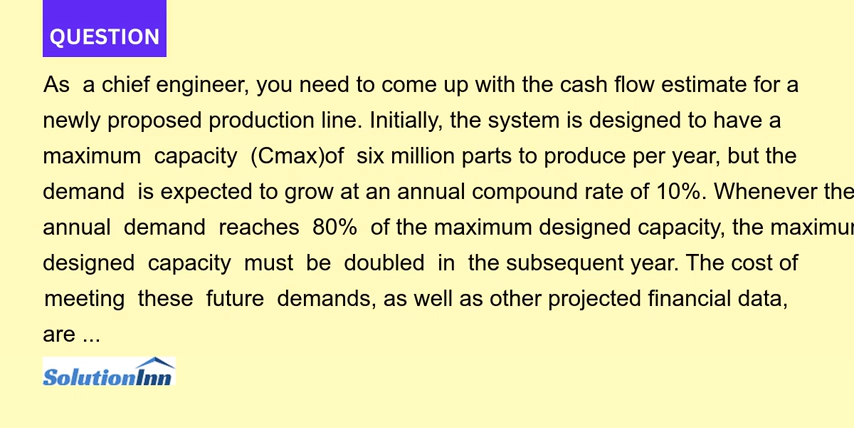 QUESTION
As a chief engineer, you need to come up with the cash flow estimate for a
newly proposed production line. Initially, the system is designed to have a
maximum capacity (Cmax)of six million parts to produce per year, but the
demand is expected to grow at an annual compound rate of 10%. Whenever the
annual demand reaches 80% of the maximum designed capacity, the maximu
designed capacity must be doubled in the subsequent year. The cost of
meeting these future demands, as well as other projected financial data,
are ...
SolutionInn